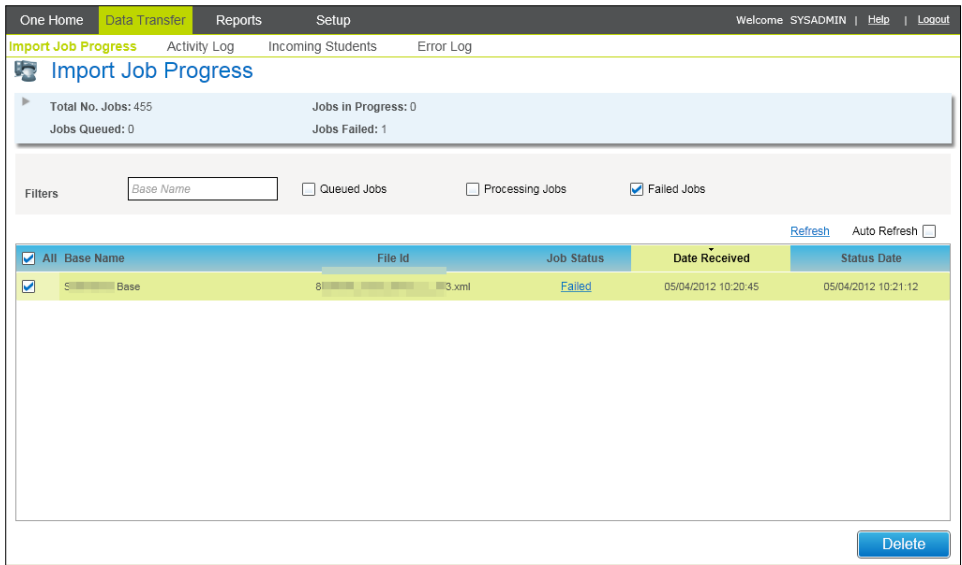 One Home Data Transfer Reports Setup Welcome SYSADMIN | Help | Logout
Import Job Progress Activity Log Incoming Students Error Log
Import Job Progress
Total No. Jobs: 455 Jobs in Progress: 0
Jobs Queued: 0 Jobs Failed: 1
Filters Base Name Queued Jobs Processing Jobs Failed Jobs
Refresh Auto Refresh
All Base Name File Id Job Status Date Received Status Date
Base Failed 05/04/2012 10:20:45 05/04/2012 10:21:12
Delete